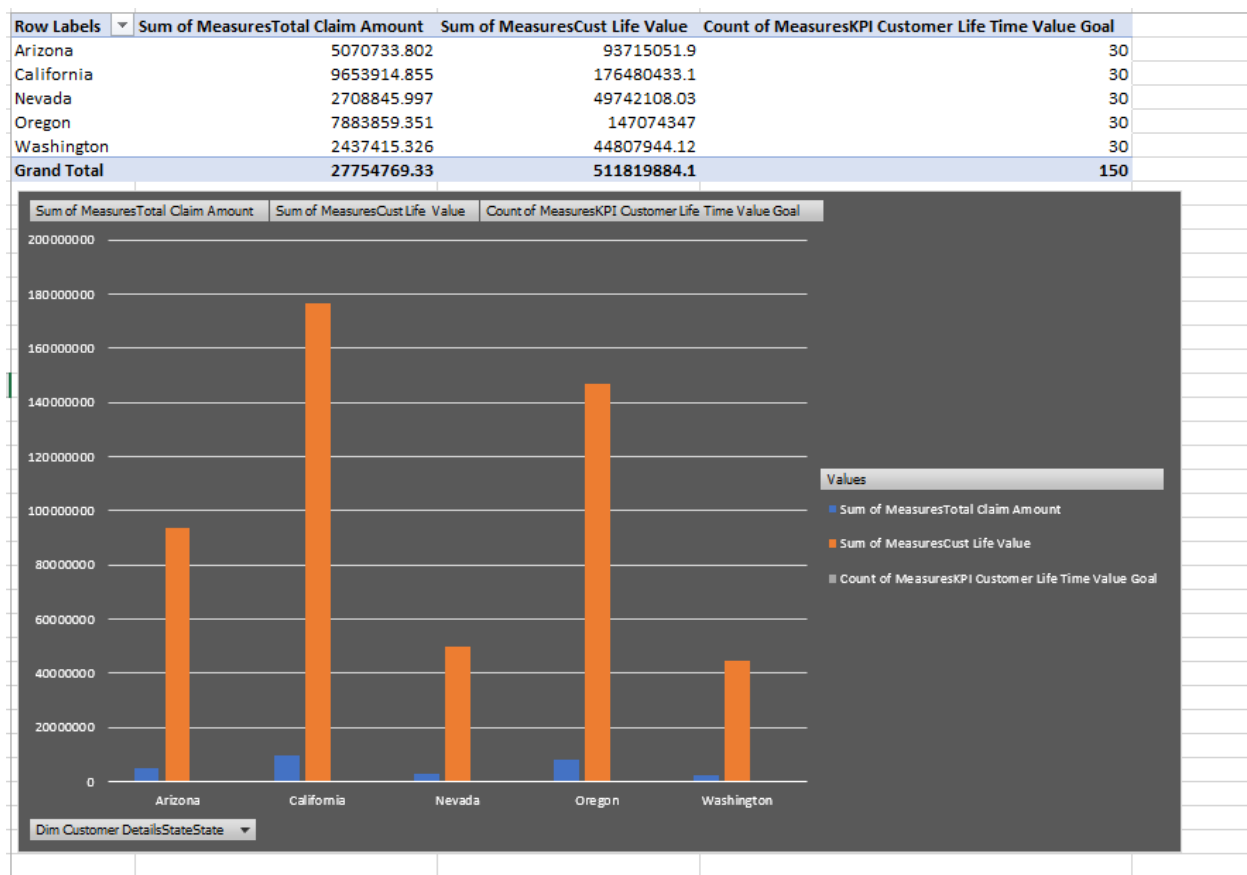 Row Labels Sum of MeasuresTotal Claim Amount Sum of MeasuresCust Life Value Count of MeasuresKPI Customer Life Time Value Goal
Arizona 5070733.802 93715051.9 30
California 9653914.855 176480433.1 30
Nevada 2708845.997 49742108.03 30
Oregon 7883859.351 147074347 30
Washington 2437415.326 44807944.12 30
Grand Total 27754769.33 511819884.1 150
Sum of MeasuresTotal Claim Amount Sum of MeasuresCust Life Value Count of MeasuresKPI Customer Life Time Value Goal
200000000
180000000
160000000
140000000
120000000
100000000
80000000
60000000
40000000
20000000
0
Arizona California Nevada Oregon Washington
Values
Sum of MeasuresTotal Claim Amount
Sum of MeasuresCust Life Value
Count of MeasuresKPI Customer Life Time Value Goal
Dim Customer DetailsStateState